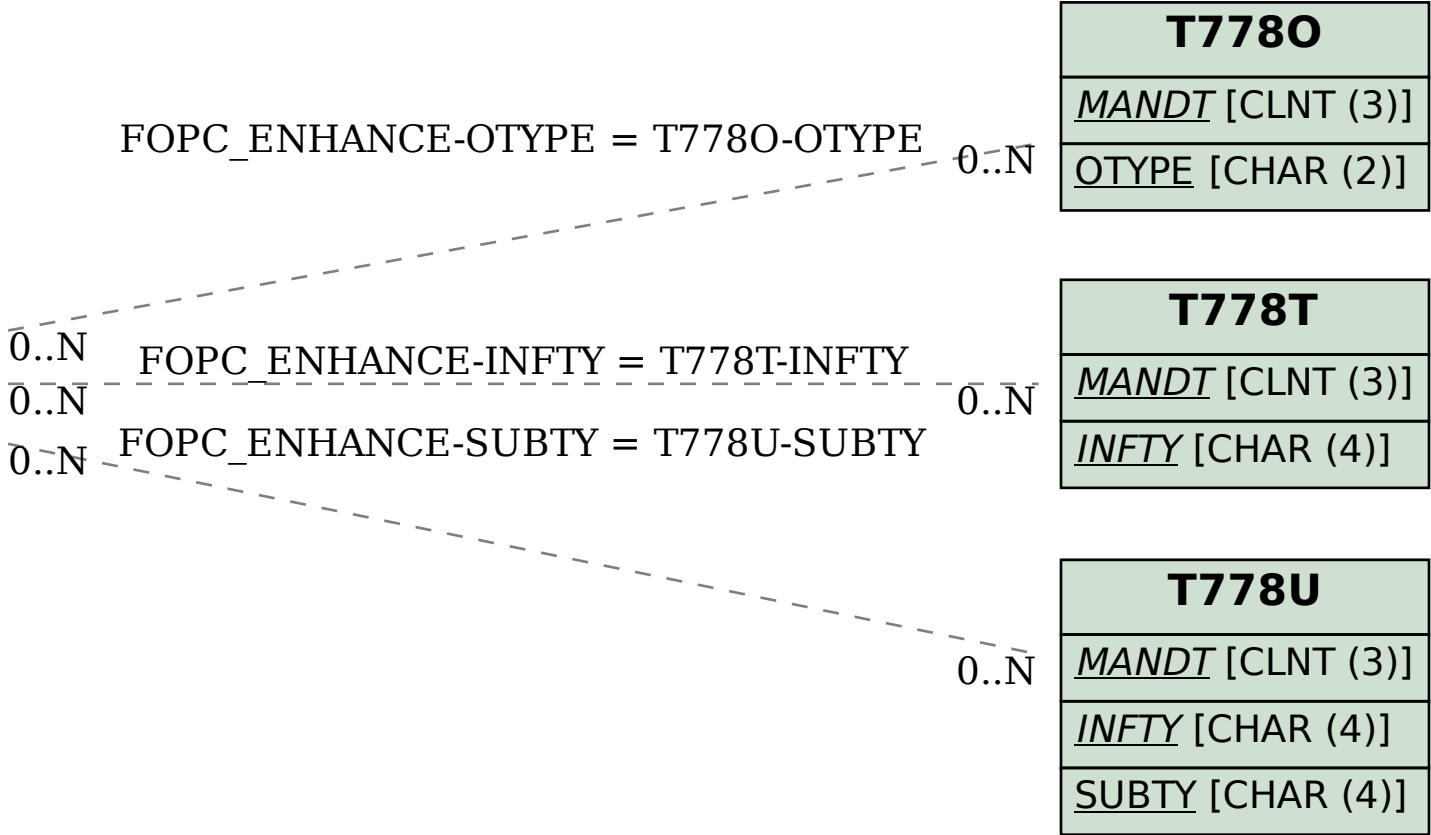 T778O
MANDT [CLNT (3)]
OTYPE [CHAR (2)]
FOPC_ENHANCE-OTYPE = T778O-OTYPE
0..N
0..N
T778T
MANDT [CLNT (3)]
INFTY [CHAR (4)]
FOPC_ENHANCE-INFTY = T778T-INFTY
0..N
0..N
FOPC_ENHANCE-SUBTY = T778U-SUBTY
0..N
0..N
T778U
MANDT [CLNT (3)]
INFTY [CHAR (4)]
SUBTY [CHAR (4)]